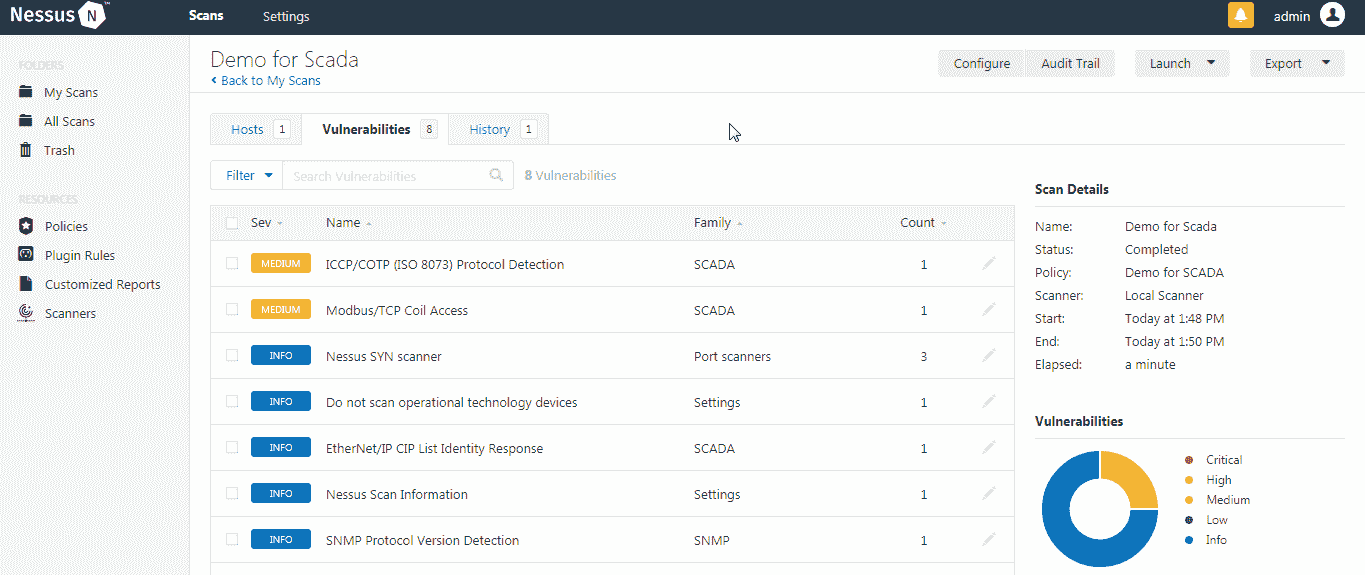 Nessus N ™ Scans Settings admin
FOLDERS
My Scans
All Scans
Trash
RESOURCES
Policies
Plugin Rules
Customized Reports
Scanners
Demo for Scada
Back to My Scans
Configure Audit Trail Launch Export
Hosts 1 Vulnerabilities 8 History 1
Filter Search Vulnerabilities 8 Vulnerabilities
Sev Name Family Count
MEDIUM ICCP/COTP (ISO 8073) Protocol Detection SCADA 1
MEDIUM Modbus/TCP Coil Access SCADA 1
INFO Nessus SYN scanner Port scanners 3
INFO Do not scan operational technology devices Settings 1
INFO EtherNet/IP CIP List Identity Response SCADA 1
INFO Nessus Scan Information Settings 1
INFO SNMP Protocol Version Detection SNMP 1
Scan Details
Name: Demo for Scada
Status: Completed
Policy: Demo for SCADA
Scanner: Local Scanner
Start: Today at 1:48 PM
End: Today at 1:50 PM
Elapsed: a minute
Vulnerabilities
Critical
High
Medium
Low
Info